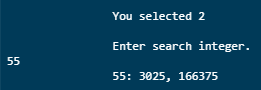 You selected 2
Enter search integer.
55
55: 3025, 166375